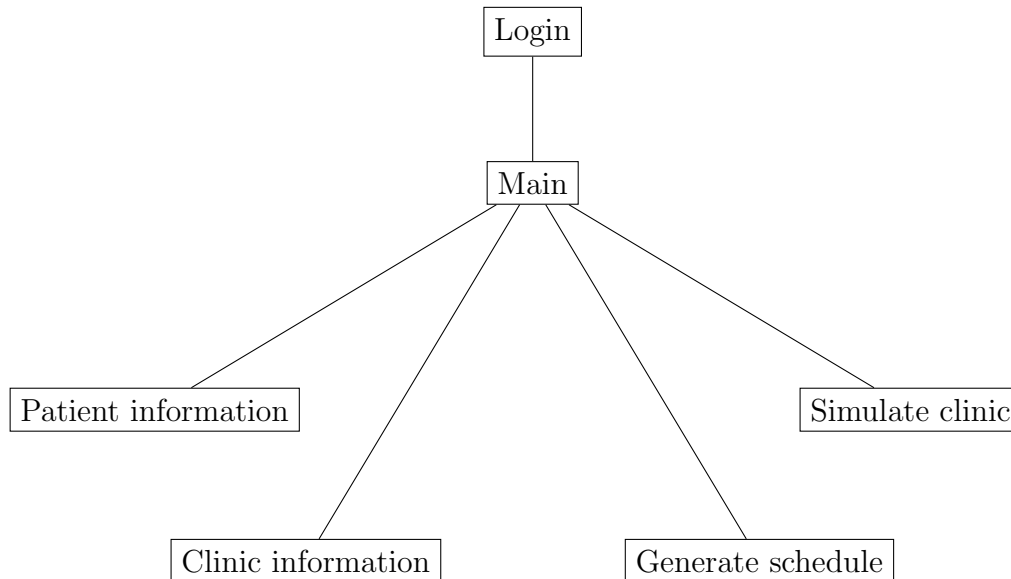 Login
Main
Patient information
Simulate clinic
Clinic information
Generate schedule